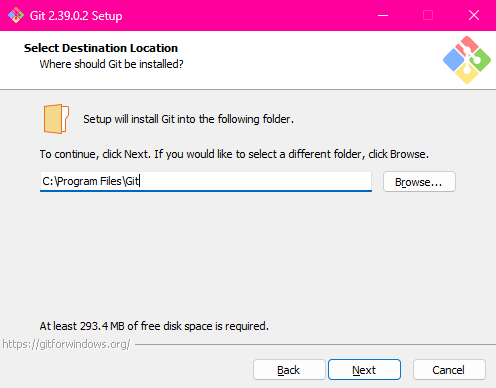 Git 2.39.0.2 Setup
Select Destination Location
Where should Git be installed?
Setup will install Git into the following folder.
To continue, click Next. If you would like to select a different folder, click Browse.
C:\Program Files\Git
Browse...
At least 293.4 MB of free disk space is required.
https://gitforwindows.org/
Back
Next
Cancel